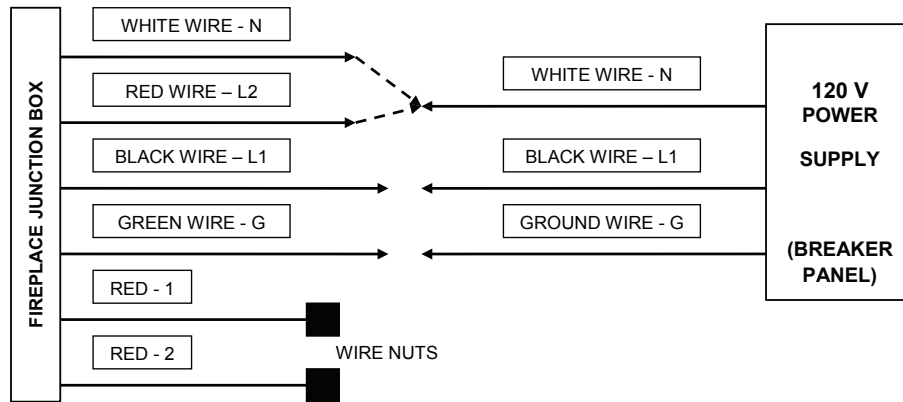 FIREPLACE JUNCTION BOX
WHITE WIRE - N
RED WIRE – L2
BLACK WIRE – L1
GREEN WIRE - G
RED - 1
RED - 2
WIRE NUTS
WHITE WIRE - N
BLACK WIRE – L1
GROUND WIRE - G
120 V
POWER
SUPPLY
(BREAKER
PANEL)